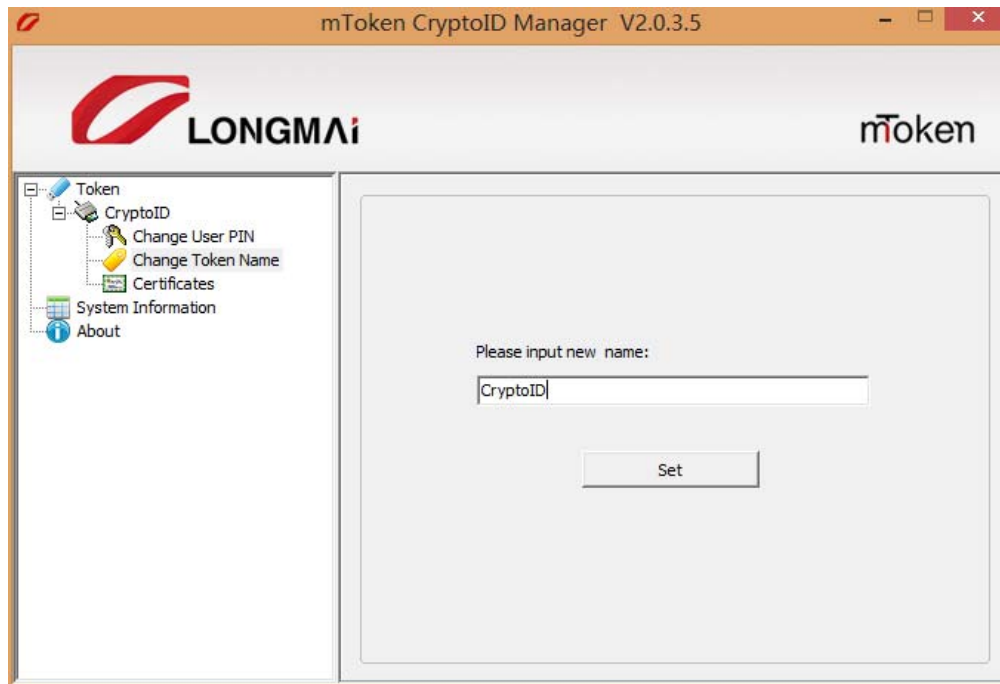 mToken CryptoID Manager V2.0.3.5
LONGMAi
mToken
Token
CryptoID
Change User PIN
Change Token Name
Certificates
System Information
About
Please input new name:
CryptoID
Set